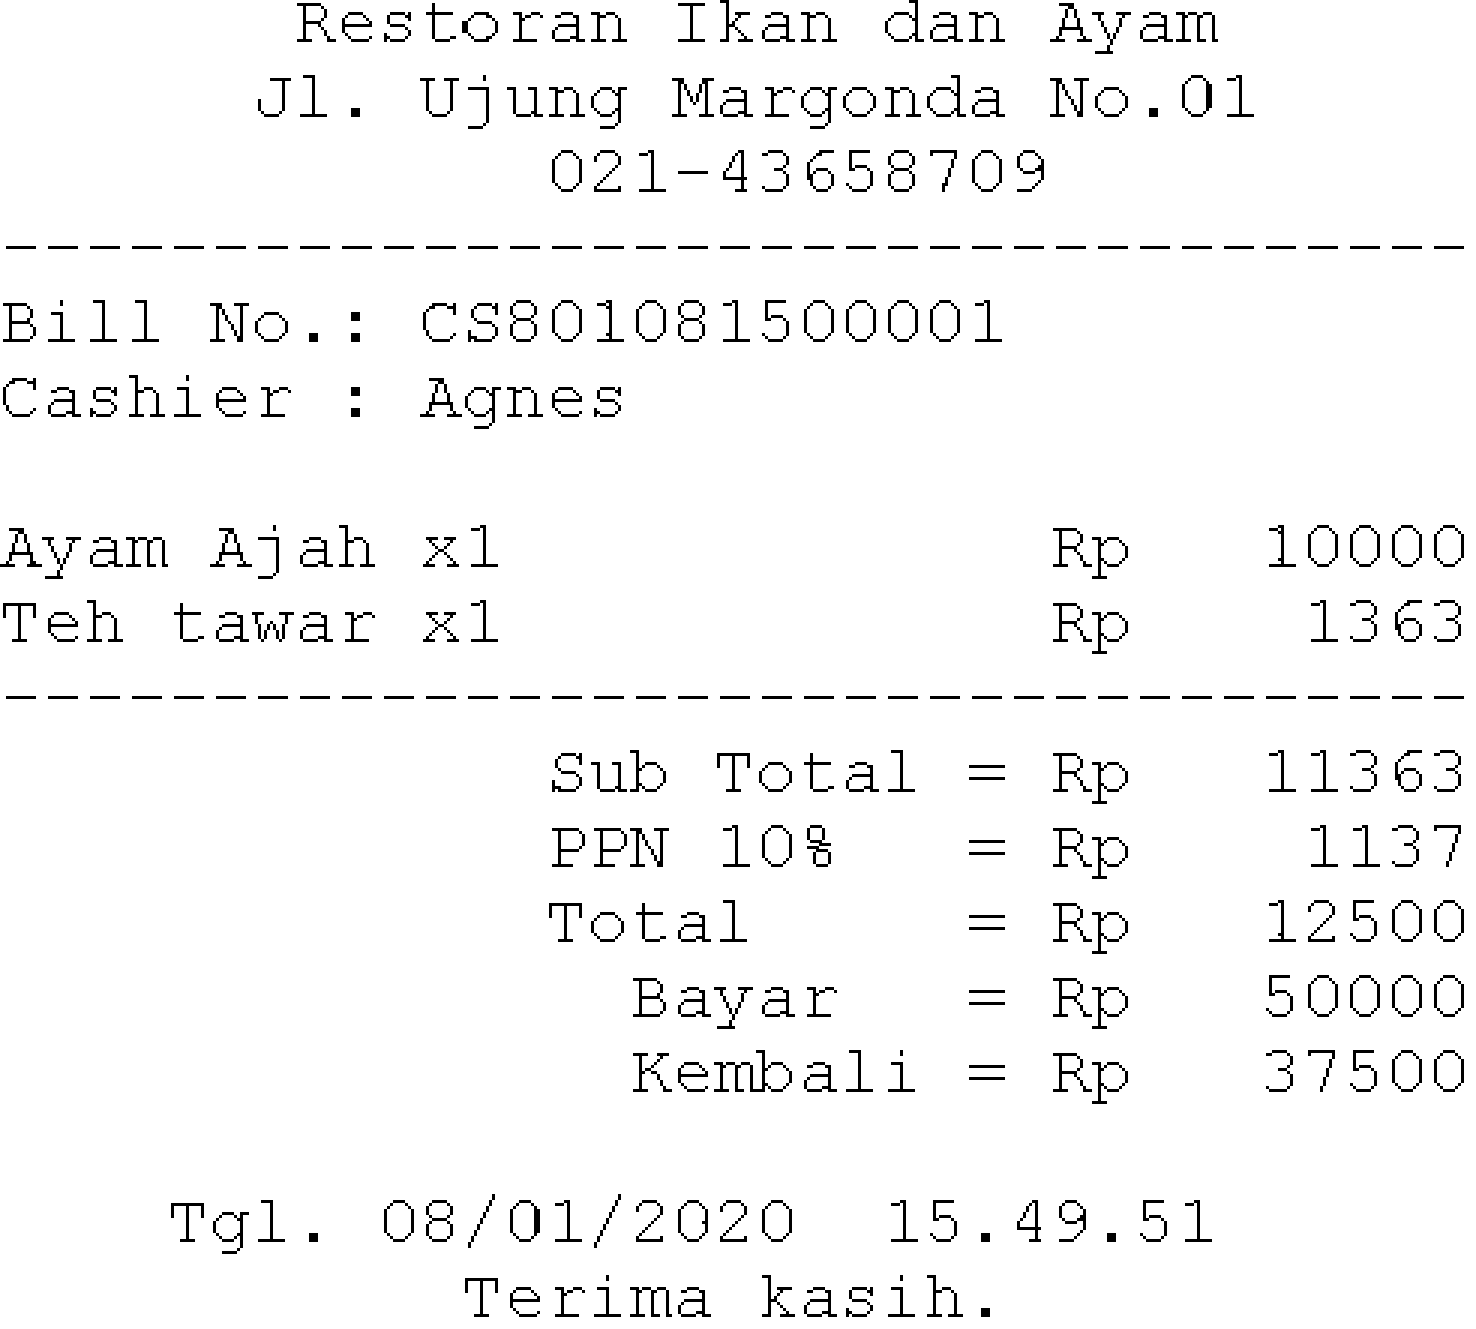 Restoran Ikan dan Ayam
Jl. Ujung Margonda No.01
021-43658709
-----------------------------------
Bill No.: CS801081500001
Cashier : Agnes
Ayam Ajah x1 Rp 10000
Teh tawar x1 Rp 1363
-----------------------------------
Sub Total = Rp 11363
PPN 10% = Rp 1137
Total = Rp 12500
Bayar = Rp 50000
Kembali = Rp 37500
Tgl. 08/01/2020 15.49.51
Terima kasih.